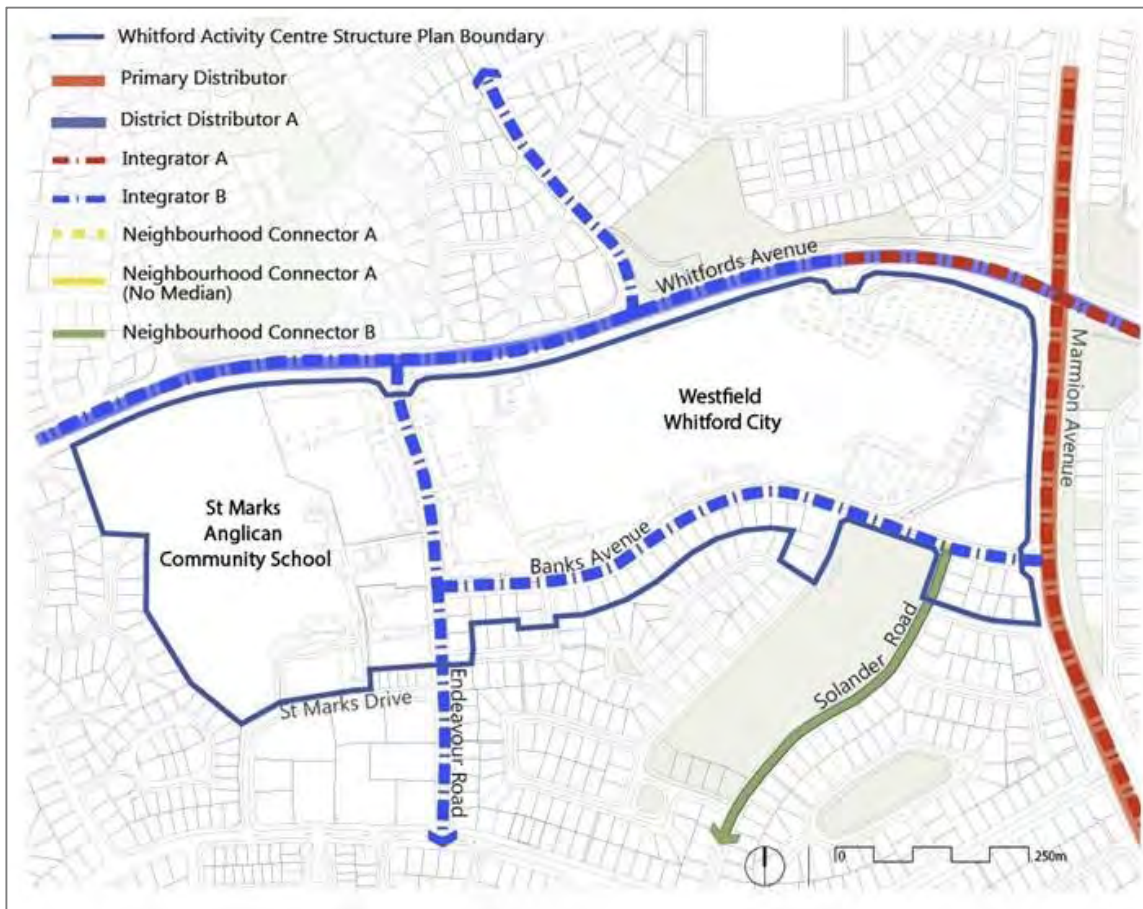 Whitford Activity Centre Structure Plan Boundary
Primary Distributor
District Distributor A
Integrator A
Integrator B
Neighbourhood Connector A
Neighbourhood Connector A
(No Median)
Neighbourhood Connector B
Whitfords Avenue
Marmion Avenue
Westfield
Whitford City
St Marks
Anglican
Community School
Banks Avenue
Solander Road
St Marks Drive
Endeavour Road
0
250m